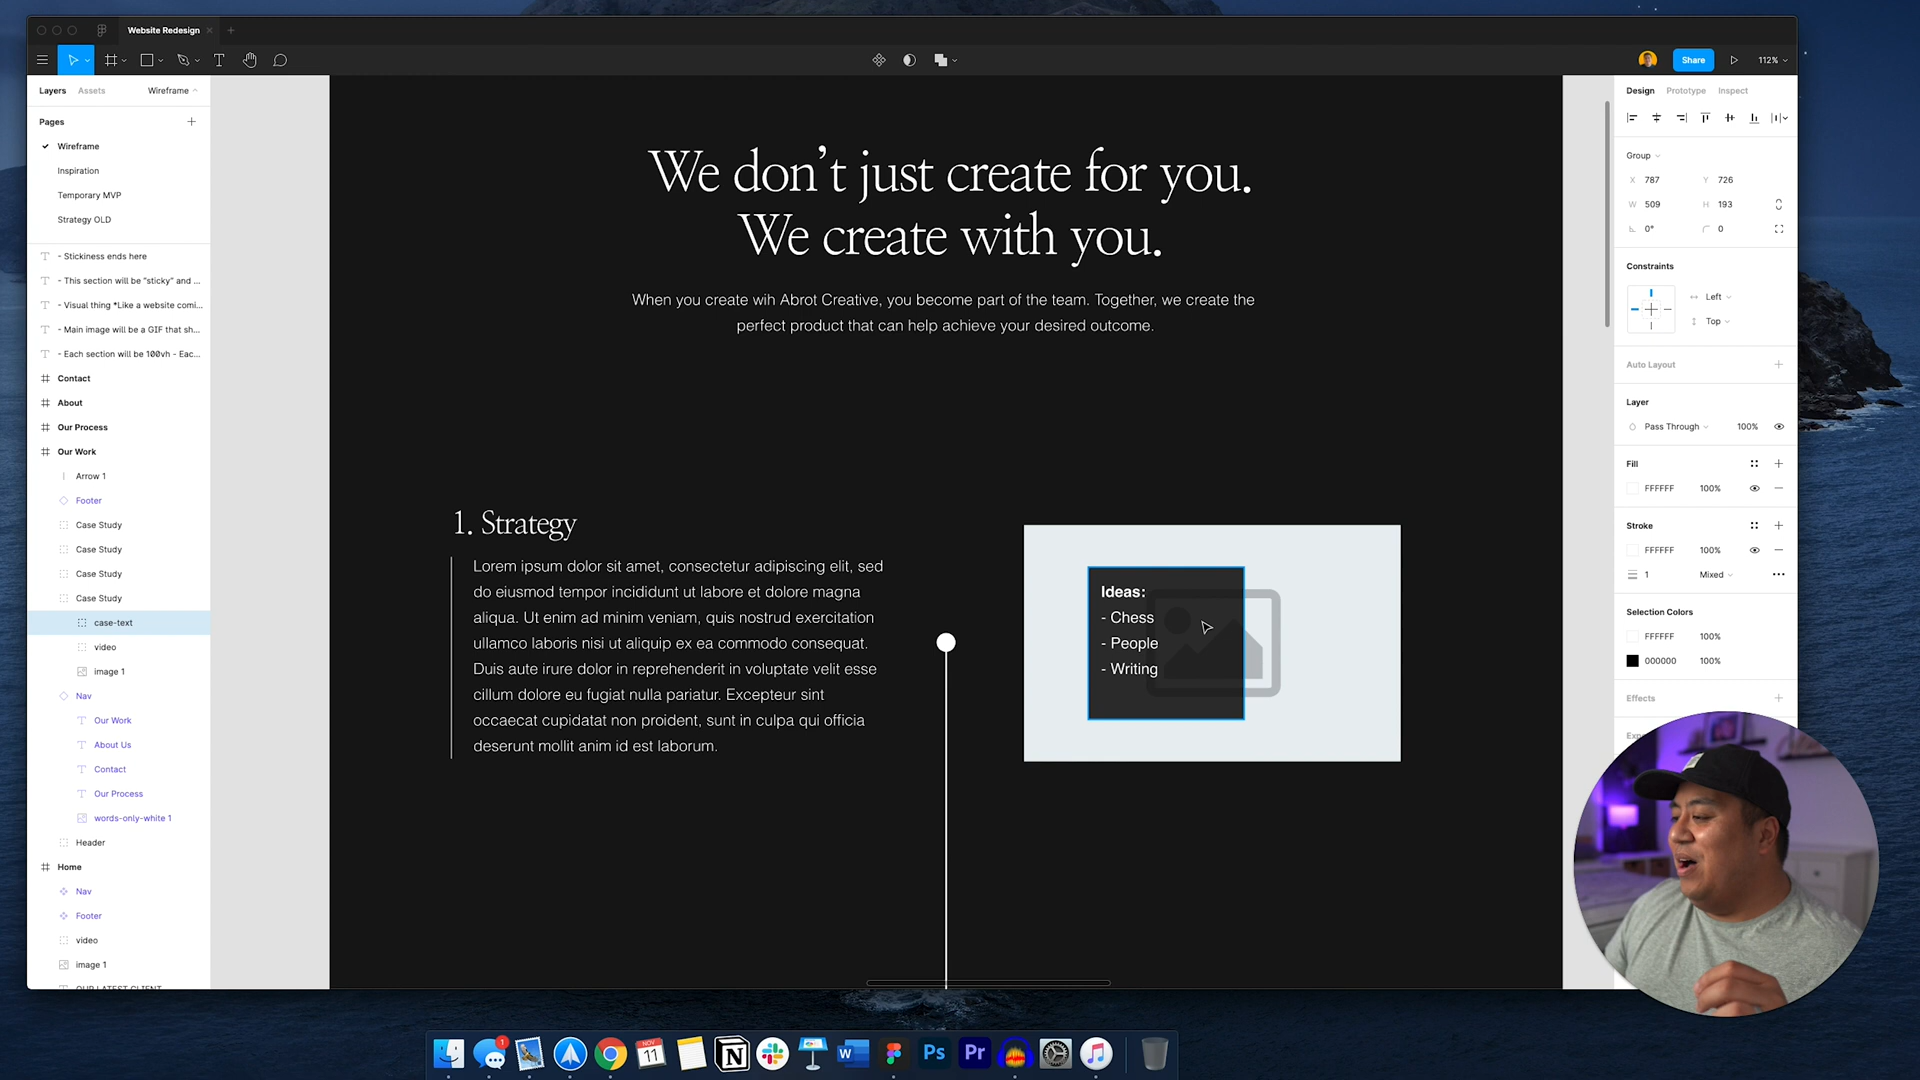 Website Redesign
Share
112%
Layers
Assets
Wireframe
Design
Prototype
Inspect
Pages
Wireframe
Inspiration
Temporary MVP
Strategy OLD
- Stickiness ends here
- This section will be "sticky" and ...
- Visual thing *Like a website comi...
- Main image will be a GIF that sh...
- Each section will be 100vh - Eac...
Contact
About
Our Process
Our Work
Arrow 1
Footer
Case Study
Case Study
Case Study
Case Study
case-text
video
image 1
Nav
Our Work
About Us
Contact
Our Process
words-only-white 1
Header
Home
Nav
Footer
video
image 1
OUR LATEST CLIENT
We don't just create for you.
We create with you.
When you create wih Abrot Creative, you become part of the team. Together, we create the
perfect product that can help achieve your desired outcome.
1. Strategy
Lorem ipsum dolor sit amet, consectetur adipiscing elit, sed
do eiusmod tempor incididunt ut labore et dolore magna
aliqua. Ut enim ad minim veniam, quis nostrud exercitation
ullamco laboris nisi ut aliquip ex ea commodo consequat.
Duis aute irure dolor in reprehenderit in voluptate velit esse
cillum dolore eu fugiat nulla pariatur. Excepteur sint
occaecat cupidatat non proident, sunt in culpa qui officia
deserunt mollit anim id est laborum.
Ideas:
- Chess
- People
- Writing
Group
X 787 Y 726
W 509 H 193
0° 0
Constraints
Left
Top
Auto Layout
Layer
Pass Through 100%
Fill
FFFFFF 100%
Stroke
FFFFFF 100%
1 Mixed
Selection Colors
FFFFFF 100%
000000 100%
Effects
1
NOV
11
N
W
Ps
Pr